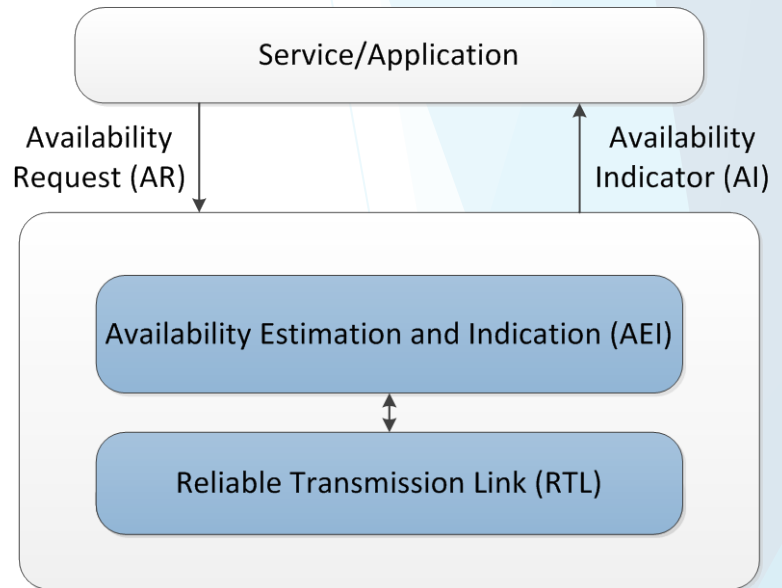 Service/Application
Availability
Request (AR)
Availability
Indicator (AI)
Availability Estimation and Indication (AEI)
Reliable Transmission Link (RTL)